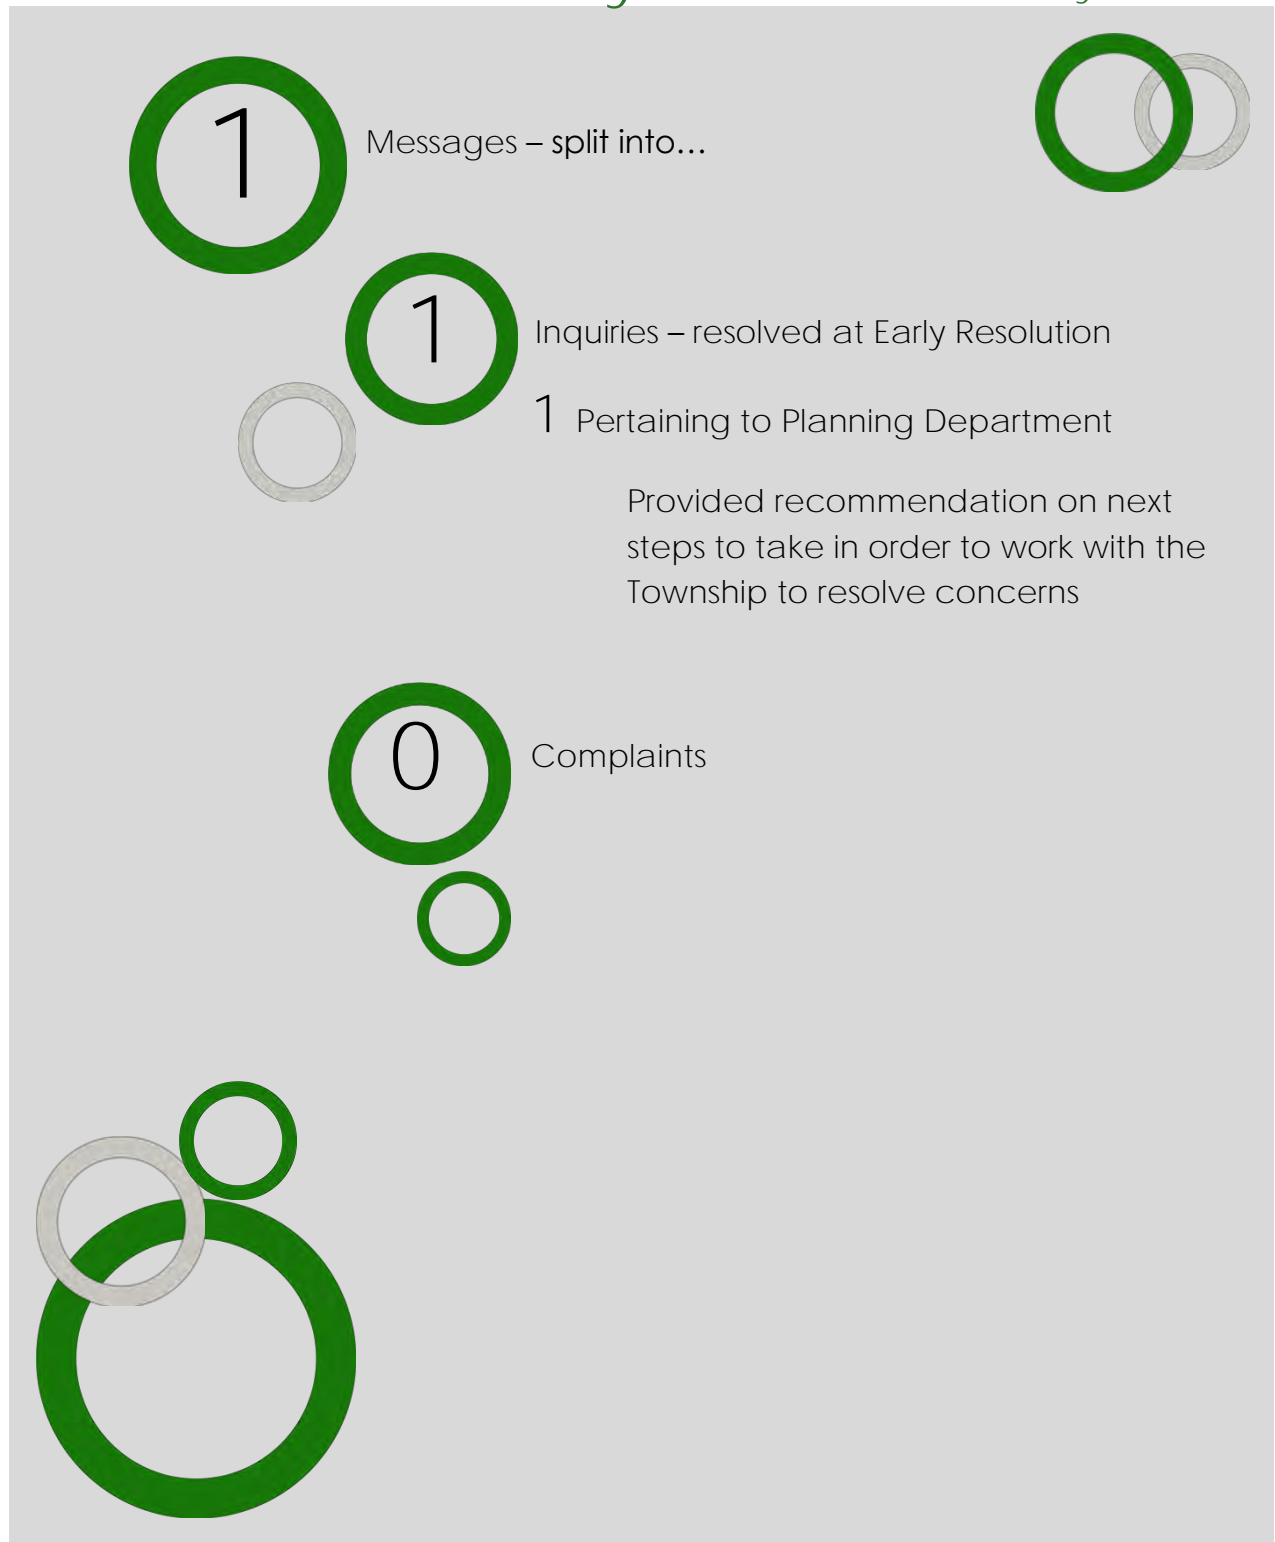 1
Messages – split into…
1
Inquiries – resolved at Early Resolution
1 Pertaining to Planning Department
Provided recommendation on next
steps to take in order to work with the
Township to resolve concerns
0
Complaints